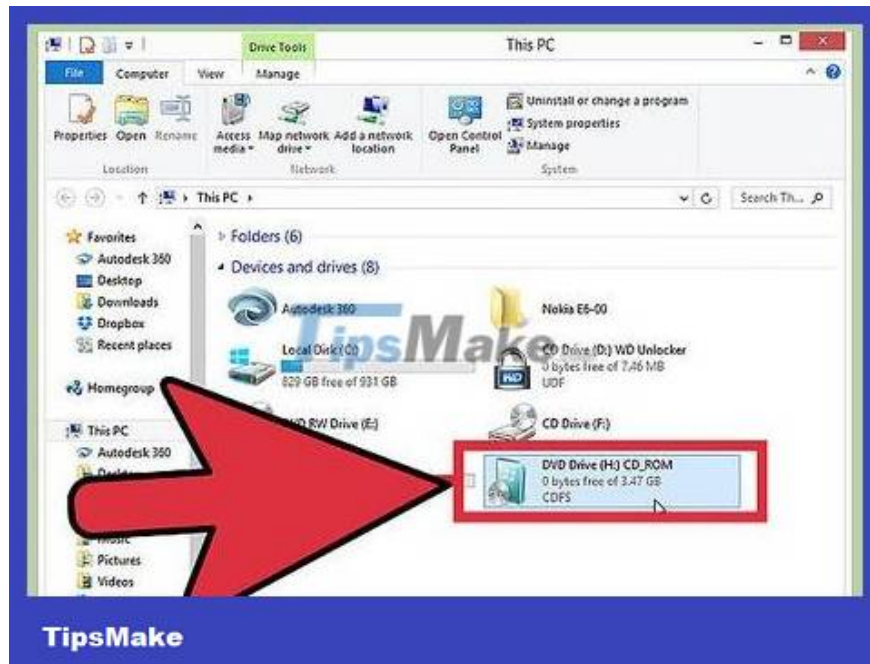 Drive Tools
This PC
File Computer View Manage
Properties Open Rename
Access media
Map network drive
Add a network location
Open Control Panel
Uninstall or change a program
System properties
Manage
Location Network System
This PC
Search Th...
Favorites
Autodesk 360
Desktop
Downloads
Dropbox
Recent places
Homegroup
This PC
Autodesk 360
Pictures
Videos
Folders (6)
Devices and drives (8)
Autodesk 360
Nokia E6-00
Local Disk (C:)
829 GB free of 931 GB
CD Drive (D:) WD Unlocker
0 bytes free of 7.46 MB
UDF
WD
RW Drive (E:)
CD Drive (F:)
DVD Drive (H:) CD_ROM
0 bytes free of 3.47 GB
CDFS
TipsMake
TipsMake